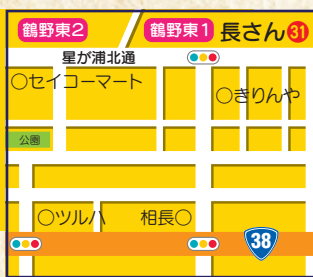 鶴野東2 鶴野東1 長さん31
星が浦北通
○セイコーマート
○きりんや
公園
○ツルハ 相長○
38